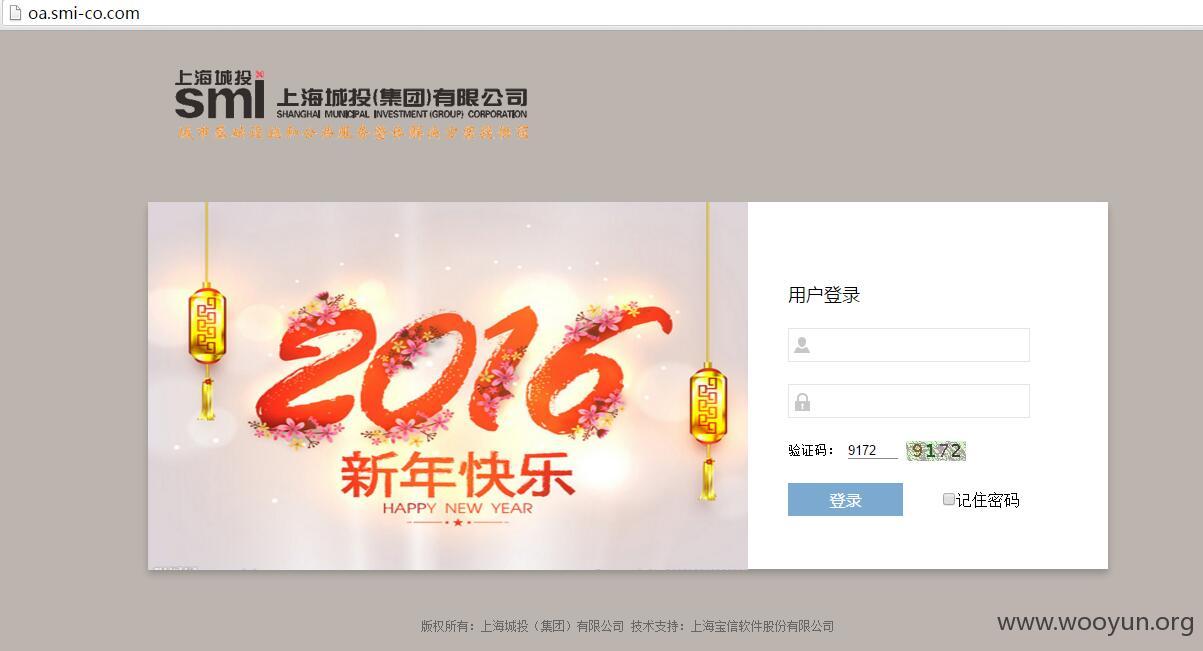 oa.smi-co.com
上海城投
smi
上海城投(集团)有限公司
SHANGHAI MUNICIPAL INVESTMENT (GROUP) CORPORATION
2016
新年快乐
HAPPY NEW YEAR
用户登录
验证码： 9172 9172
登录 记住密码
版权所有：上海城投（集团）有限公司 技术支持：上海宝信软件股份有限公司
www.wooyun.org